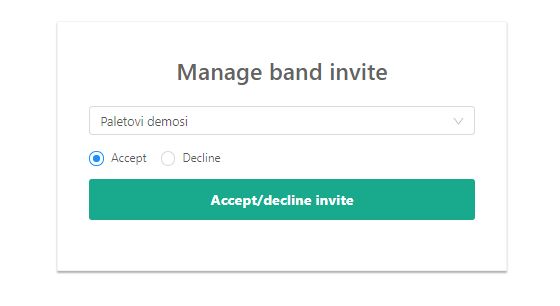 Manage band invite
Paletovi demosi
Accept Decline
Accept/decline invite